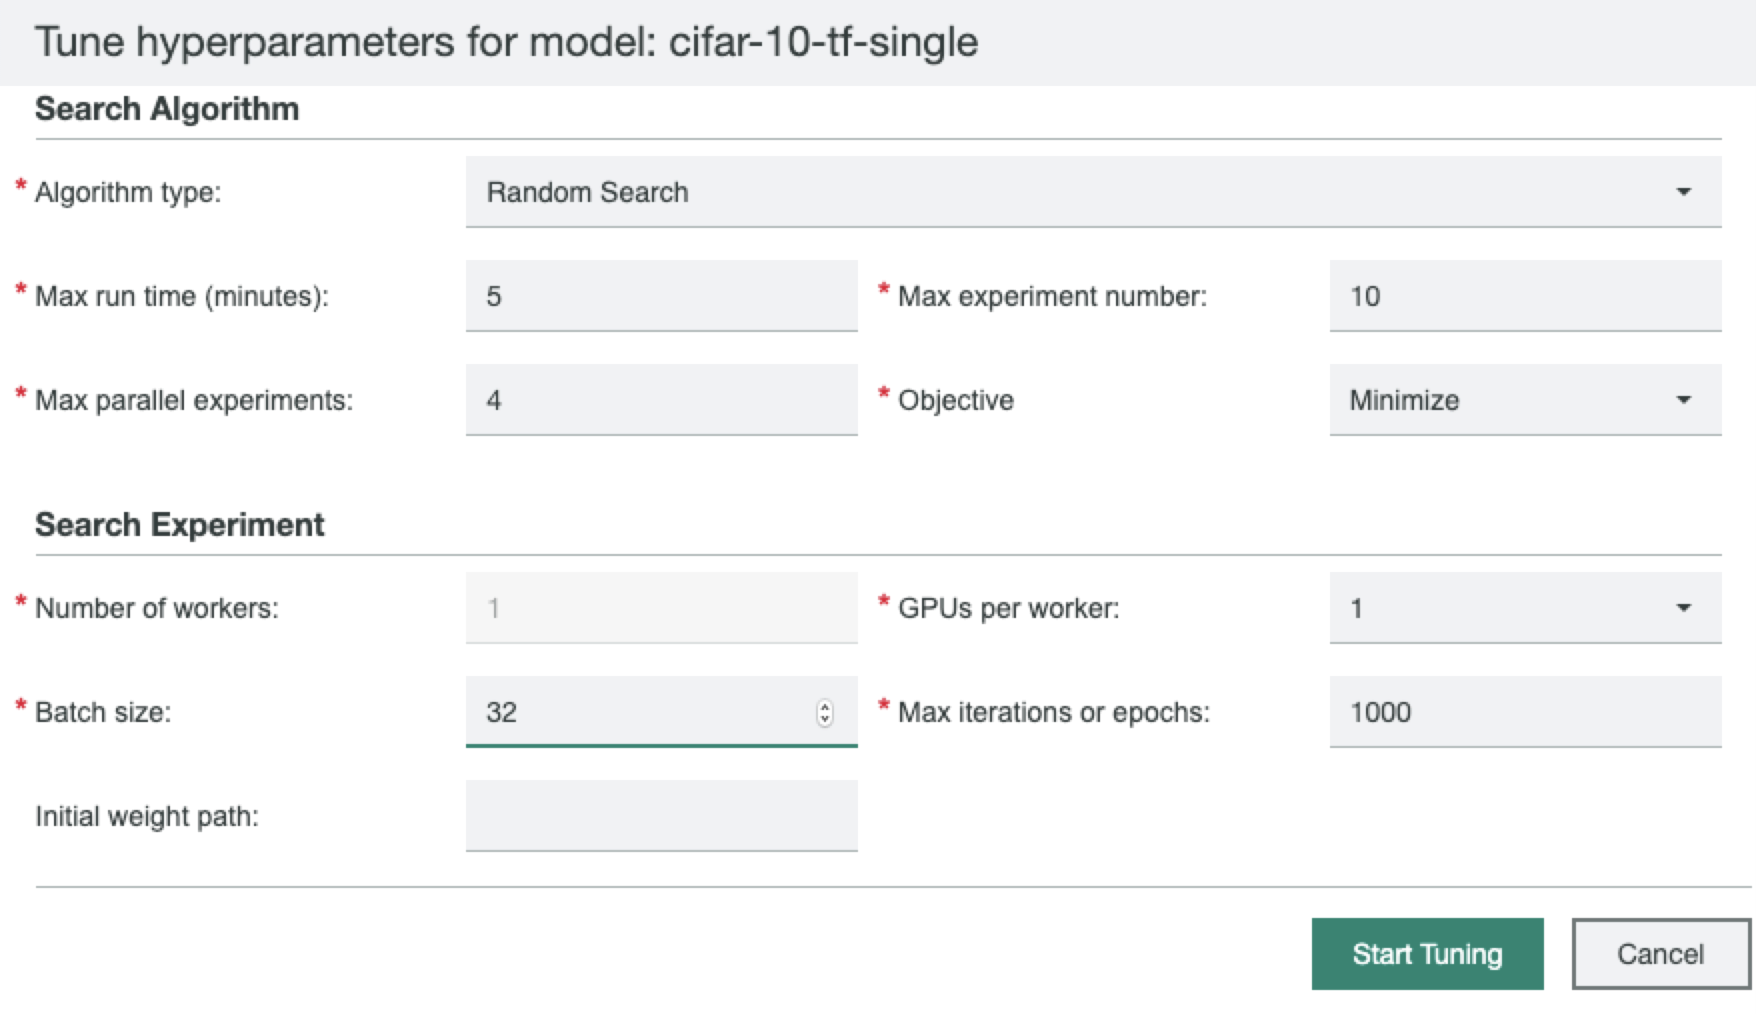 Tune hyperparameters for model: cifar-10-tf-single
Search Algorithm
* Algorithm type: Random Search
* Max run time (minutes): 5 * Max experiment number: 10
* Max parallel experiments: 4 * Objective Minimize
Search Experiment
* Number of workers: 1 * GPUs per worker: 1
* Batch size: 32 * Max iterations or epochs: 1000
Initial weight path:
Start Tuning Cancel